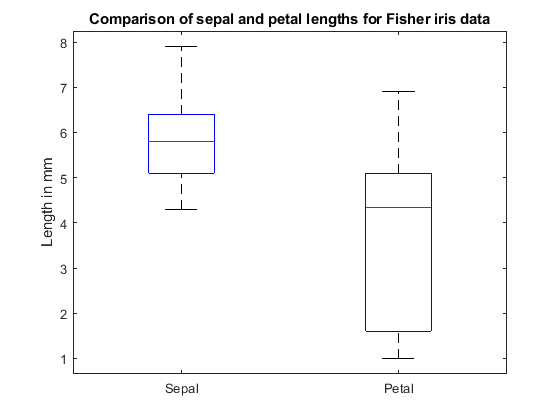 Comparison of sepal and petal lengths for Fisher iris data
8
7
6
5
4
3
2
1
Length in mm
Sepal Petal